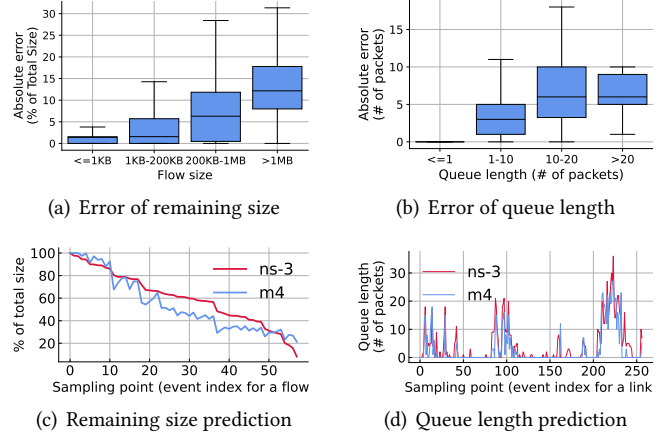 Absolute error
(% of Total Size)
30
25
20
15
10
5
0
<=1KB 1KB-200KB 200KB-1MB >1MB
Flow size
(a) Error of remaining size
Absolute error
(# of packets)
15
10
5
0
<=1 1-10 10-20 >20
Queue length (# of packets)
(b) Error of queue length
% of total size
100
80
60
40
20
ns-3
m4
0 10 20 30 40 50
Sampling point (event index for a flow
(c) Remaining size prediction
Queue length
(# of packets)
30
20
10
0
ns-3
m4
0 50 100 150 200 250
Sampling point (event index for a link
(d) Queue length prediction